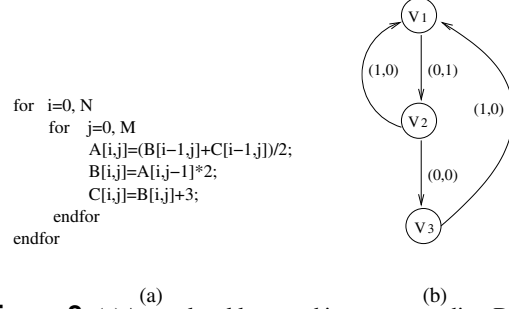 for i=0, N
for j=0, M
A[i,j]=(B[i−1,j]+C[i−1,j])/2;
B[i,j]=A[i,j−1]*2;
C[i,j]=B[i,j]+3;
endfor
endfor
(a)
V1
(1,0)
(0,1)
(1,0)
V2
(0,0)
V3
(b)